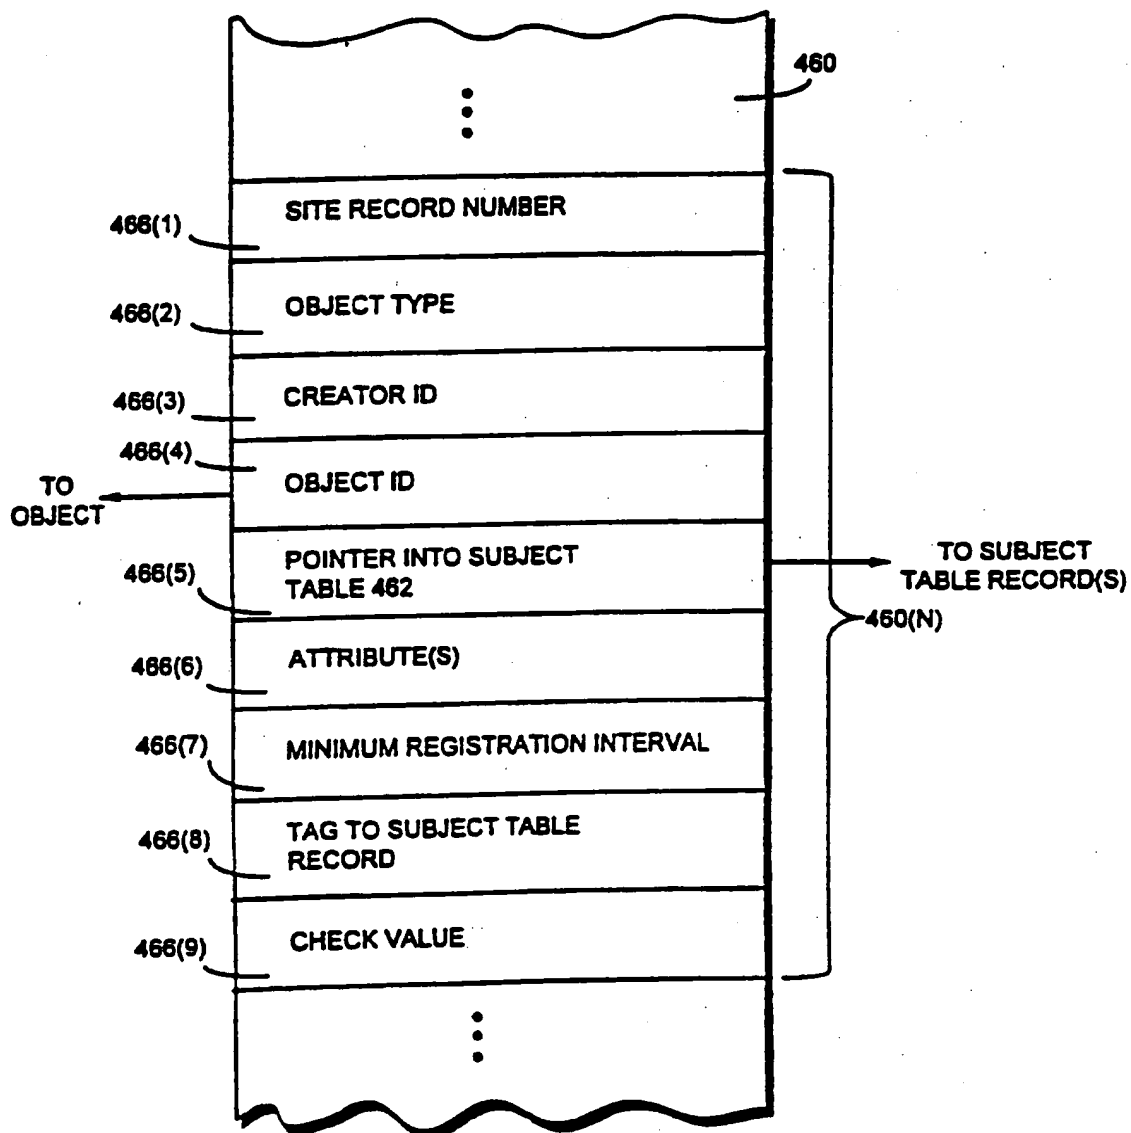 460
SITE RECORD NUMBER
466(1)
OBJECT TYPE
466(2)
CREATOR ID
466(3)
466(4)
OBJECT ID
TO
OBJECT
POINTER INTO SUBJECT
TABLE 462
466(5)
TO SUBJECT
TABLE RECORD(S)
460(N)
ATTRIBUTE(S)
466(6)
MINIMUM REGISTRATION INTERVAL
466(7)
TAG TO SUBJECT TABLE
RECORD
466(8)
CHECK VALUE
466(9)